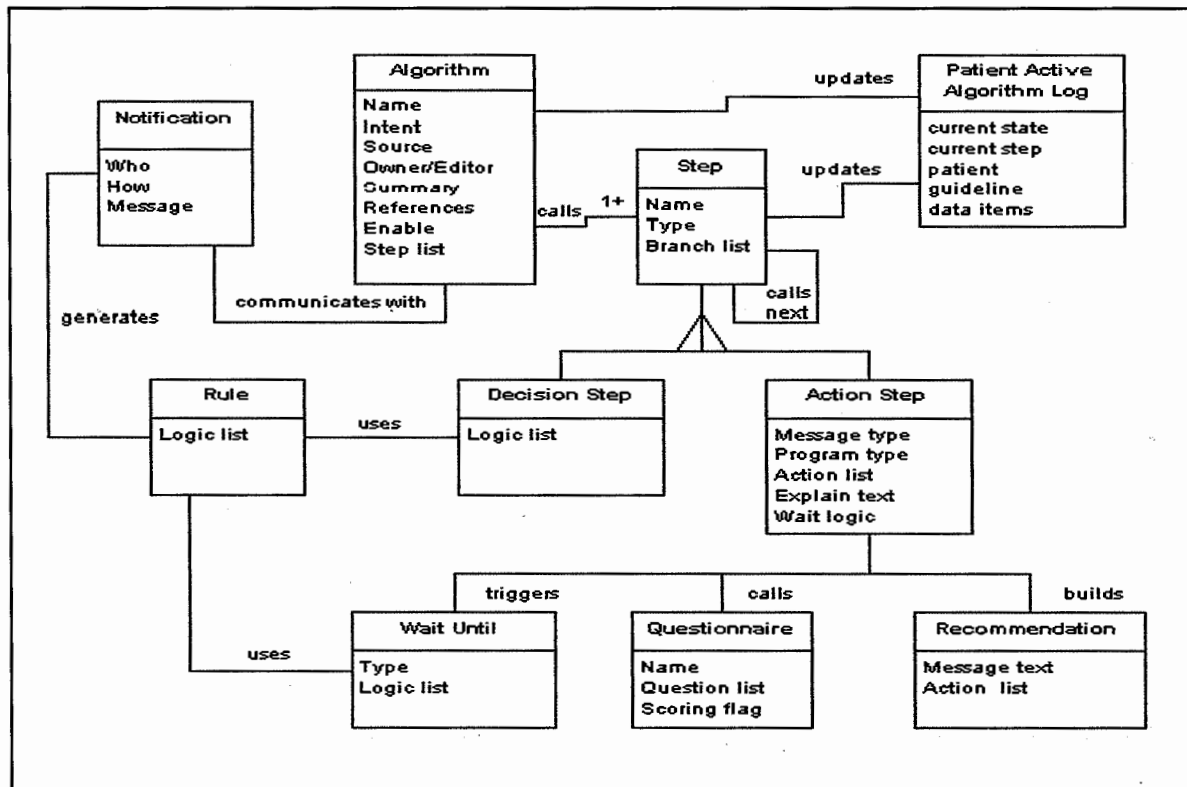 Algorithm
Name
Intent
Source
Owner/Editor
Summary
References
Enable
Step list
updates
Patient Active
Algorithm Log
current state
current step
patient
guideline
data items
Notification
Who
How
Message
Step
Name
Type
Branch list
updates
calls
1+
calls
next
communicates with
generates
Rule
Logic list
uses
Decision Step
Logic list
Action Step
Message type
Program type
Action list
Explain text
Wait logic
triggers
calls
builds
uses
Wait Until
Type
Logic list
Questionnaire
Name
Question list
Scoring flag
Recommendation
Message text
Action list